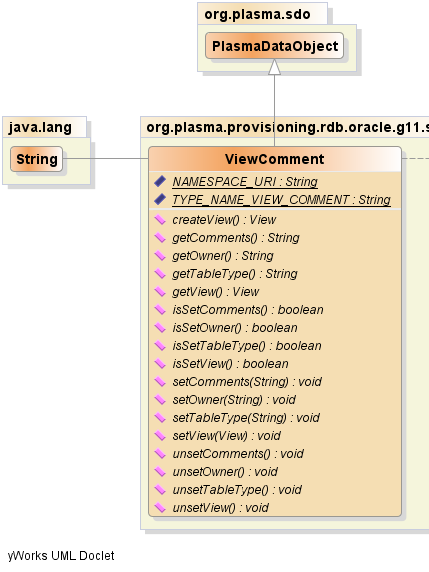 org.plasma.sdo
PlasmaDataObject
java.lang
String
org.plasma.provisioning.rdb.oracle.g11.s
ViewComment
NAMESPACE_URI : String
TYPE_NAME_VIEW_COMMENT : String
createView() : View
getComments() : String
getOwner() : String
getTableType() : String
getView() : View
isSetComments() : boolean
isSetOwner() : boolean
isSetTableType() : boolean
isSetView() : boolean
setComments(String) : void
setOwner(String) : void
setTableType(String) : void
setView(View) : void
unsetComments() : void
unsetOwner() : void
unsetTableType() : void
unsetView() : void
yWorks UML Doclet